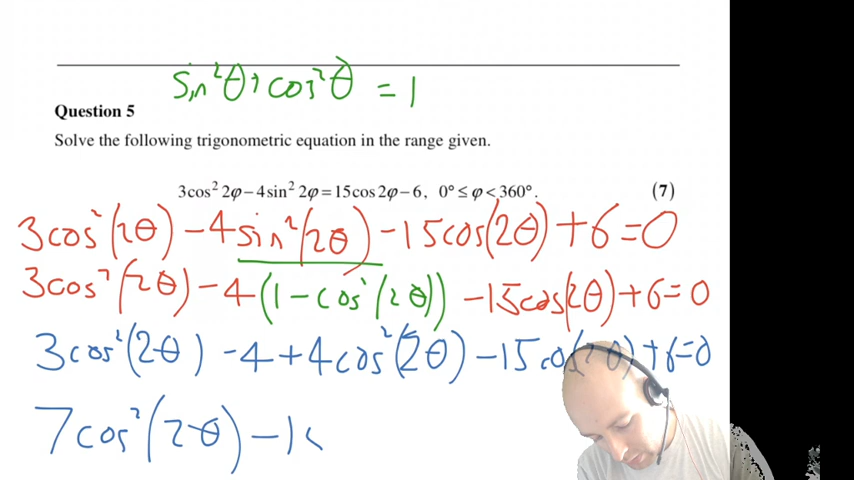 sin²θ + cos²θ = 1
Question 5
Solve the following trigonometric equation in the range given.
3cos² 2φ − 4sin² 2φ = 15cos 2φ − 6, 0° ≤ φ < 360°. (7)
3cos²(2θ) − 4sin²(2θ) − 15cos(2θ) + 6 = 0
3cos²(2θ) − 4(1 − cos²(2θ)) − 15cos(2θ) + 6 = 0
3cos²(2θ) − 4 + 4cos²(2θ) − 15cos(2θ) + 6 = 0
7cos²(2θ) − 1